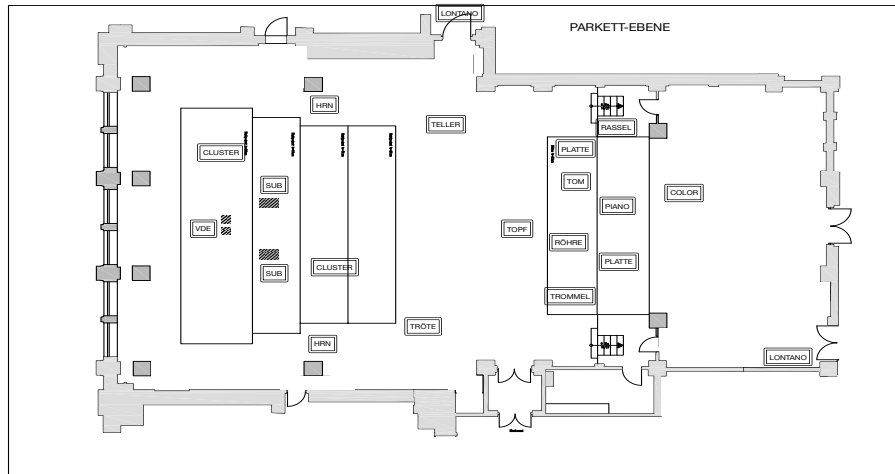 LONTANO
PARKETT-EBENE
HRN
TELLER
RASSEL
CLUSTER
PLATTE
SUB
TOM
COLOR
PIANO
VDE
TOPF
RÖHRE
SUB
CLUSTER
PLATTE
TROMMEL
TRÖTE
HRN
LONTANO